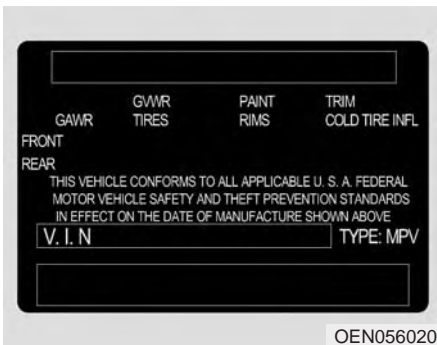 GVWR PAINT TRIM
GAWR TIRES RIMS COLD TIRE INFL
FRONT
REAR
THIS VEHICLE CONFORMS TO ALL APPLICABLE U. S. A. FEDERAL
MOTOR VEHICLE SAFETY AND THEFT PREVENTION STANDARDS
IN EFFECT ON THE DATE OF MANUFACTURE SHOWN ABOVE
V. I. N TYPE: MPV
OEN056020